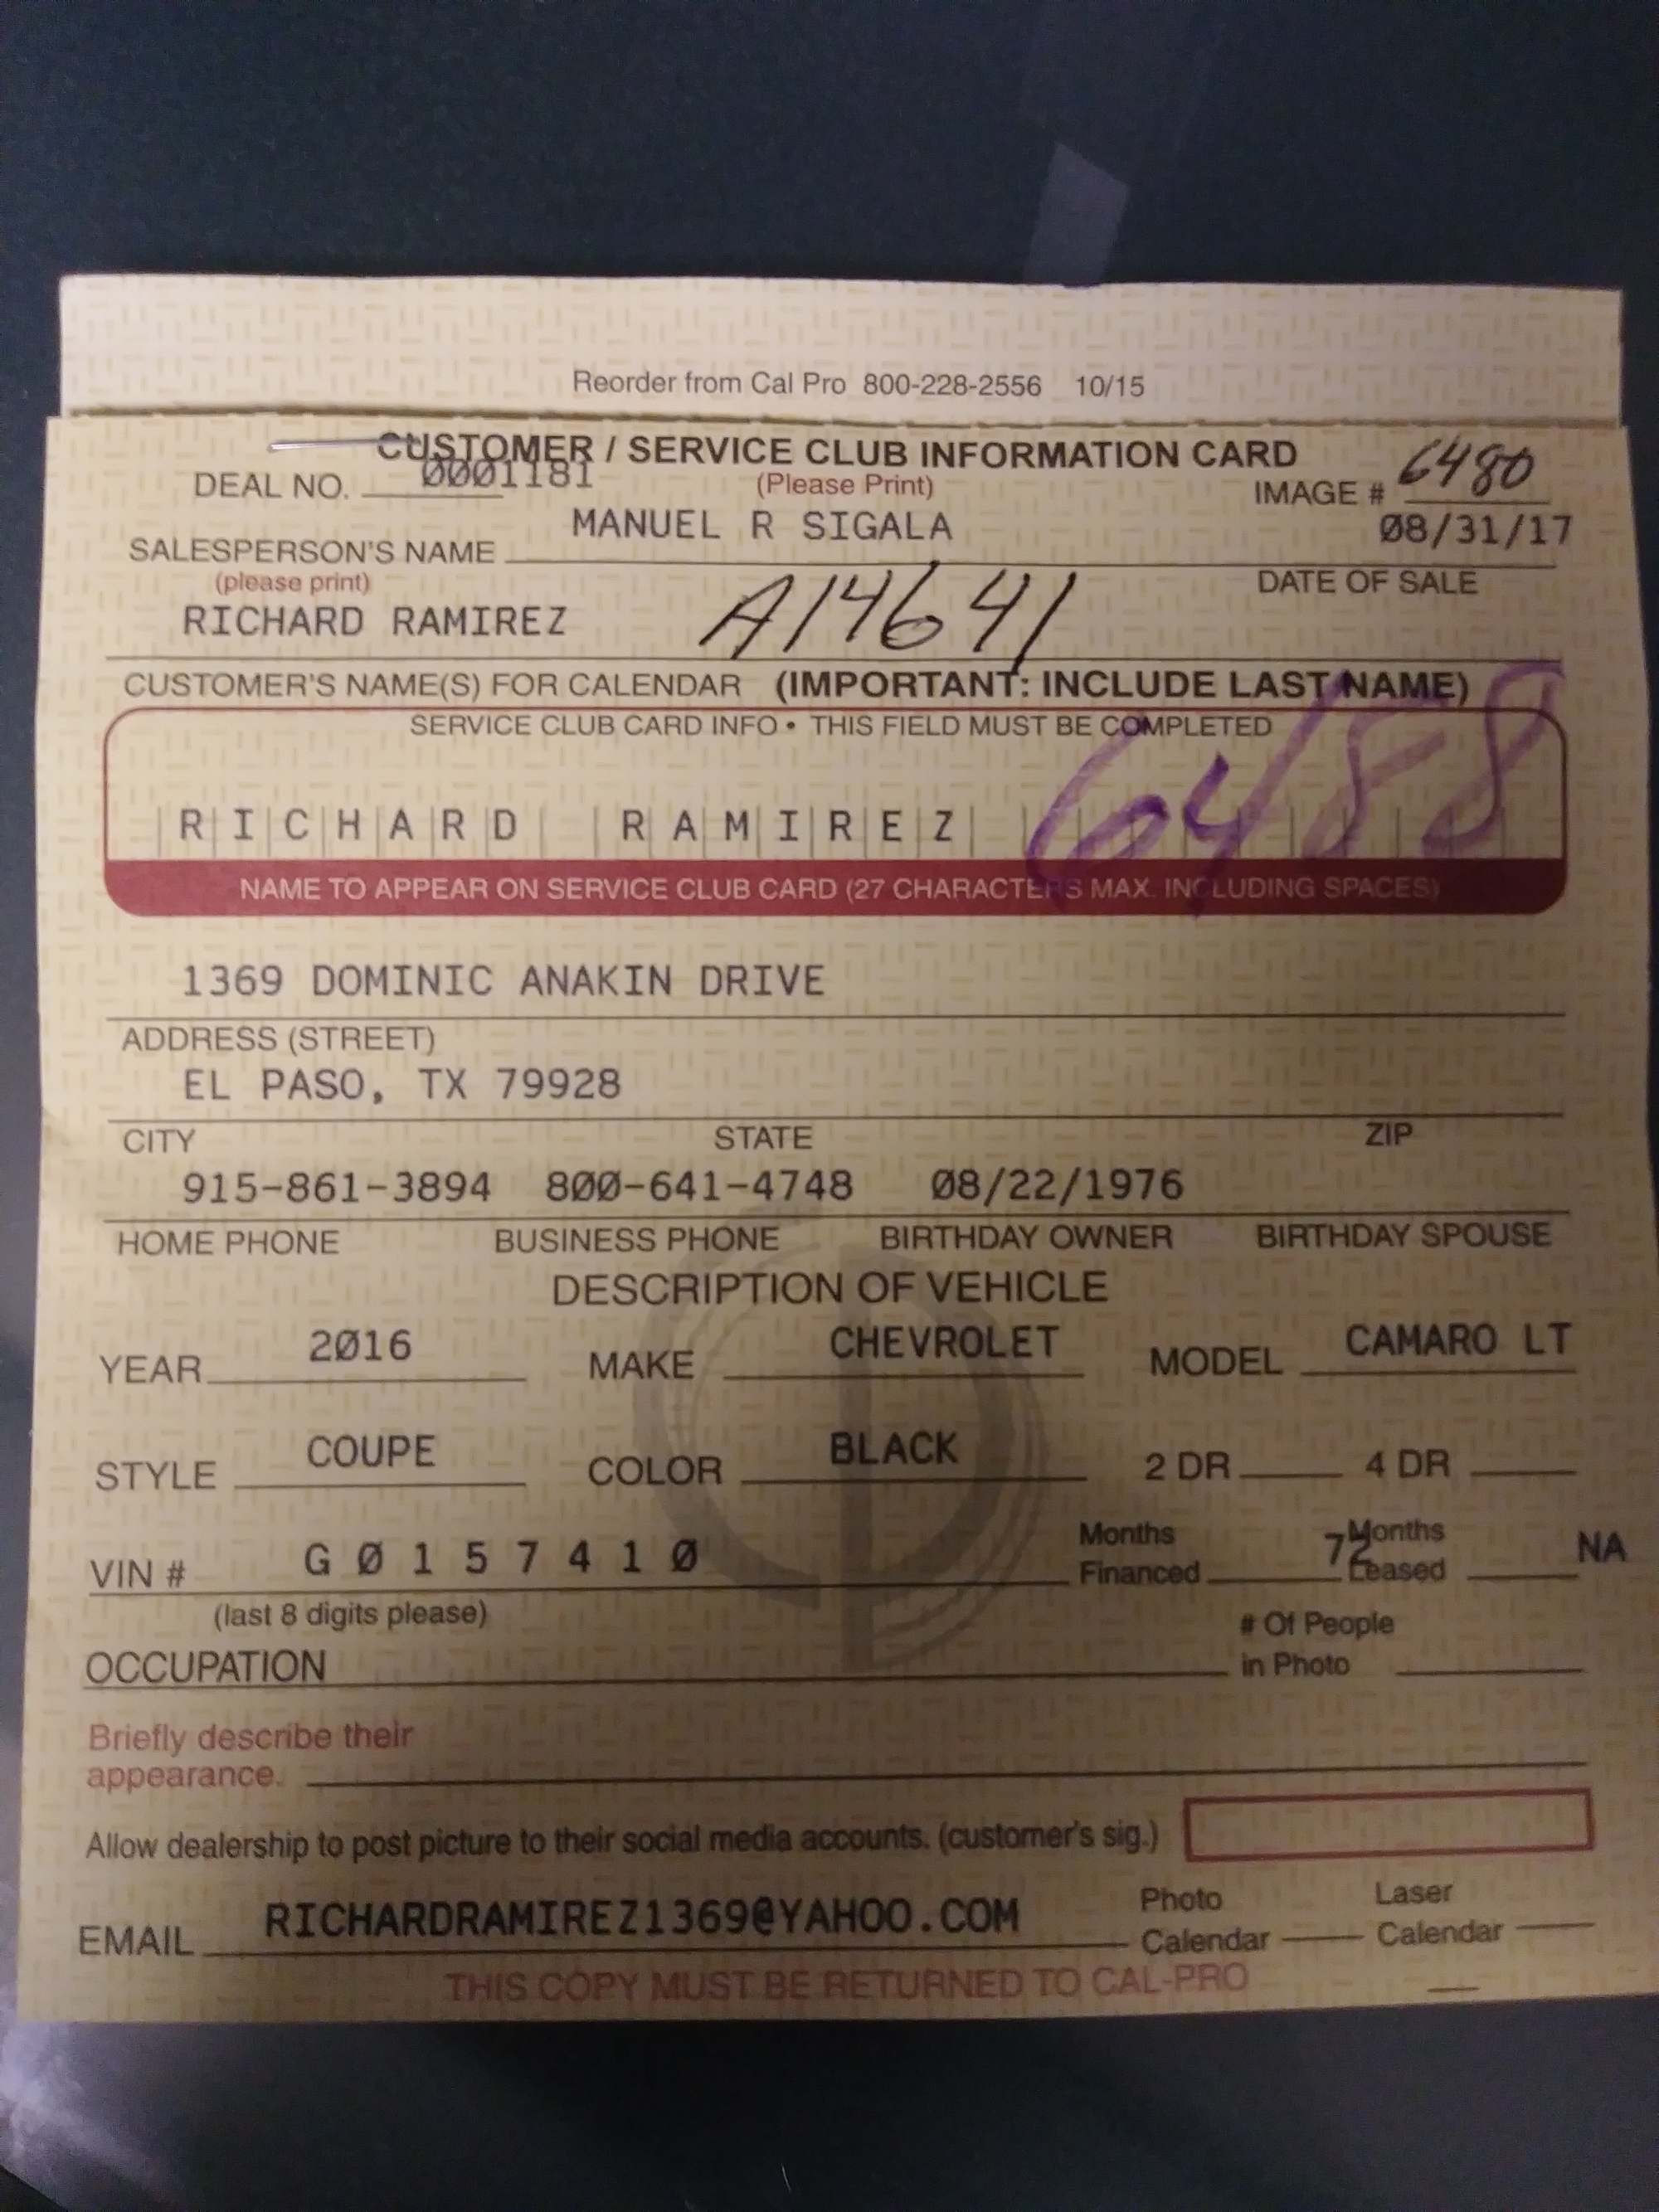 Reorder from Cal Pro 800-228-2556 10/15
CUSTOMER / SERVICE CLUB INFORMATION CARD
DEAL NO. 0001181 (Please Print) IMAGE # 6480
SALESPERSON'S NAME MANUEL R SIGALA 08/31/17
(please print) DATE OF SALE
RICHARD RAMIREZ A14641
CUSTOMER'S NAME(S) FOR CALENDAR (IMPORTANT: INCLUDE LAST NAME)
SERVICE CLUB CARD INFO • THIS FIELD MUST BE COMPLETED
RICHARD RAMIREZ 6488
NAME TO APPEAR ON SERVICE CLUB CARD (27 CHARACTERS MAX. INCLUDING SPACES)
1369 DOMINIC ANAKIN DRIVE
ADDRESS (STREET)
EL PASO, TX 79928
CITY STATE ZIP
915-861-3894 800-641-4748 08/22/1976
HOME PHONE BUSINESS PHONE BIRTHDAY OWNER BIRTHDAY SPOUSE
DESCRIPTION OF VEHICLE
YEAR 2016 MAKE CHEVROLET MODEL CAMARO LT
STYLE COUPE COLOR BLACK 2 DR 4 DR
VIN # G0157410 Months Financed 72 Months Leased NA
(last 8 digits please)
OCCUPATION # Of People in Photo
Briefly describe their
appearance.
Allow dealership to post picture to their social media accounts. (customer's sig.)
EMAIL RICHARDRAMIREZ1369@YAHOO.COM Photo Calendar Laser Calendar
THIS COPY MUST BE RETURNED TO CAL-PRO